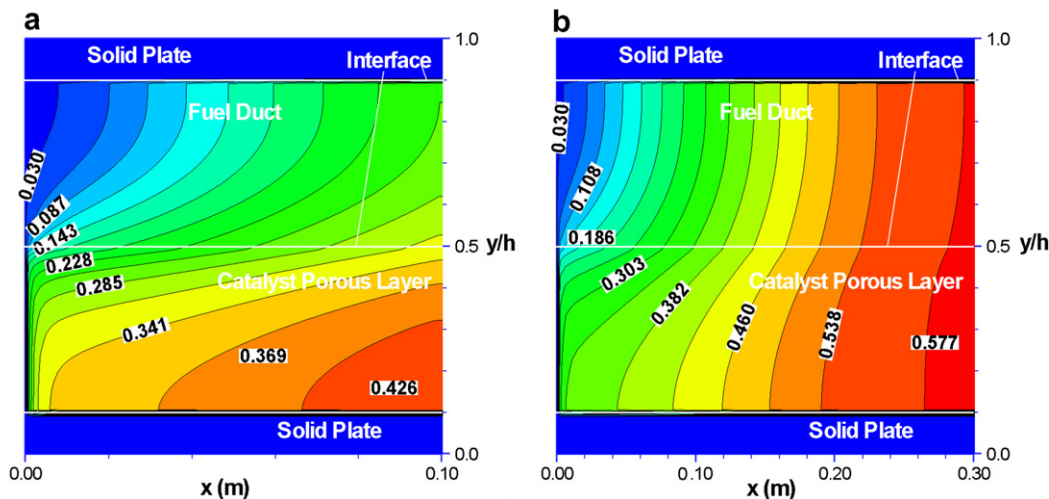 a
Solid Plate
Interface
Fuel Duct
0.030
0.087
0.143
0.228
0.285
Catalyst Porous Layer
0.341
0.369
0.426
Solid Plate
1.0
0.5
y/h
0.0
0.00
0.10
x (m)
b
Solid Plate
Interface
Fuel Duct
0.030
0.108
0.186
0.303
Catalyst Porous Layer
0.382
0.460
0.538
0.577
Solid Plate
1.0
0.5
y/h
0.0
0.00
0.10
0.20
0.30
x (m)